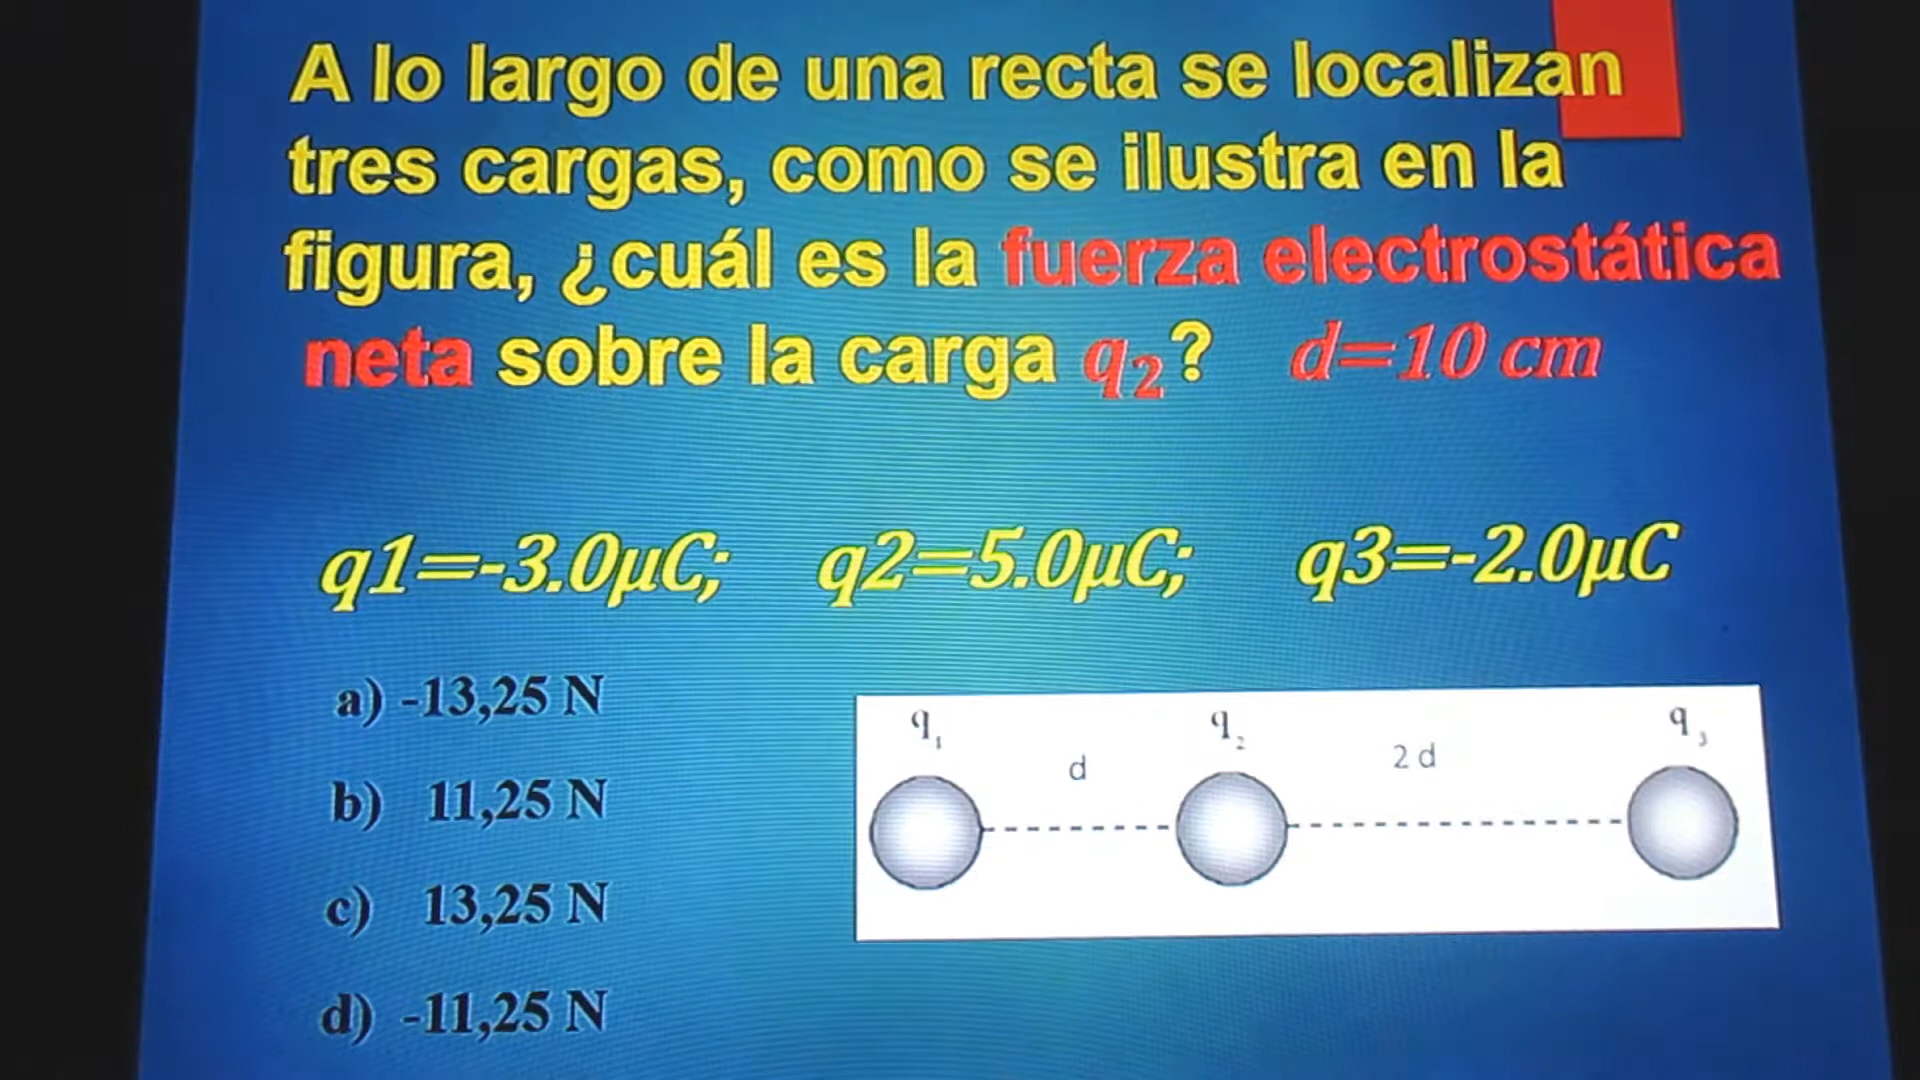 A lo largo de una recta se localizan
tres cargas, como se ilustra en la
figura, ¿cuál es la fuerza electrostática
neta sobre la carga q₂? d=10 cm
q1=-3.0μC; q2=5.0μC; q3=-2.0μC
a) -13,25 N
b) 11,25 N
c) 13,25 N
d) -11,25 N
q₁ q₂ q₃
d 2 d